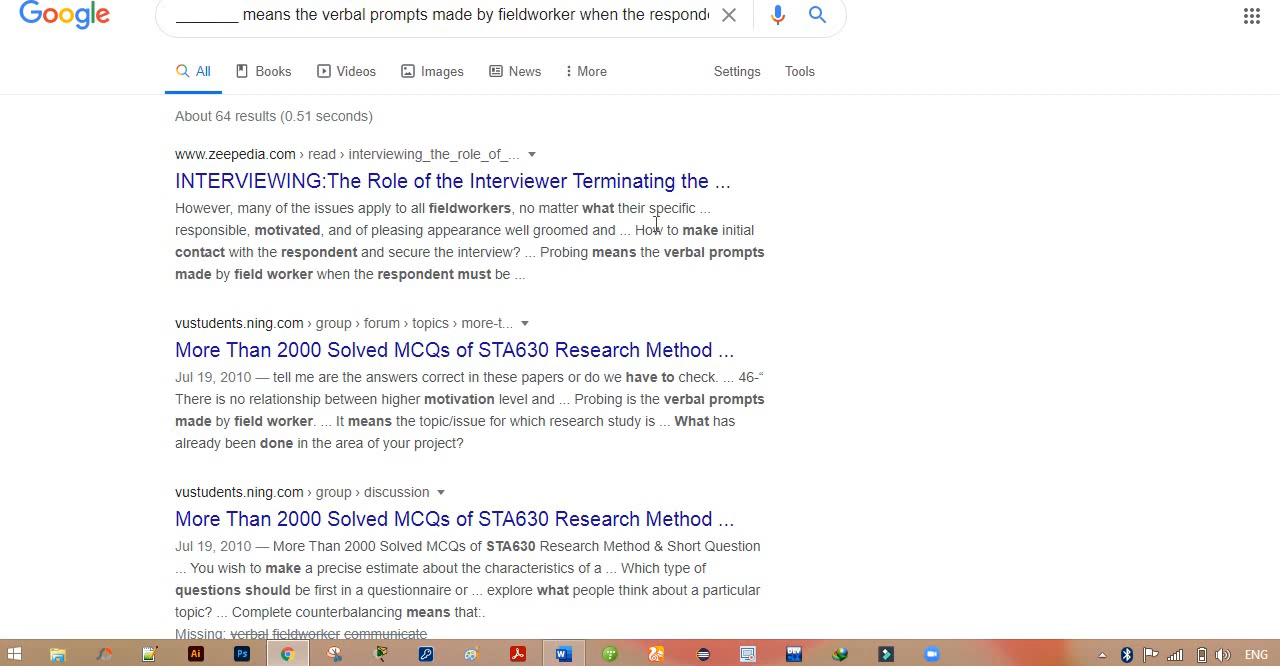 Google
________ means the verbal prompts made by fieldworker when the responde
All Books Videos Images News More Settings Tools
About 64 results (0.51 seconds)
www.zeepedia.com › read › interviewing_the_role_of_...
INTERVIEWING:The Role of the Interviewer Terminating the ...
However, many of the issues apply to all fieldworkers, no matter what their specific ...
responsible, motivated, and of pleasing appearance well groomed and ... How to make initial
contact with the respondent and secure the interview? ... Probing means the verbal prompts
made by field worker when the respondent must be ...
vustudents.ning.com › group › forum › topics › more-t...
More Than 2000 Solved MCQs of STA630 Research Method ...
Jul 19, 2010 — tell me are the answers correct in these papers or do we have to check. ... 46-“
There is no relationship between higher motivation level and ... Probing is the verbal prompts
made by field worker. ... It means the topic/issue for which research study is ... What has
already been done in the area of your project?
vustudents.ning.com › group › discussion
More Than 2000 Solved MCQs of STA630 Research Method ...
Jul 19, 2010 — More Than 2000 Solved MCQs of STA630 Research Method & Short Question
... You wish to make a precise estimate about the characteristics of a ... Which type of
questions should be first in a questionnaire or ... explore what people think about a particular
topic? ... Complete counterbalancing means that:.
Missing: verbal fieldworker communicate
Ai Ps W ENG